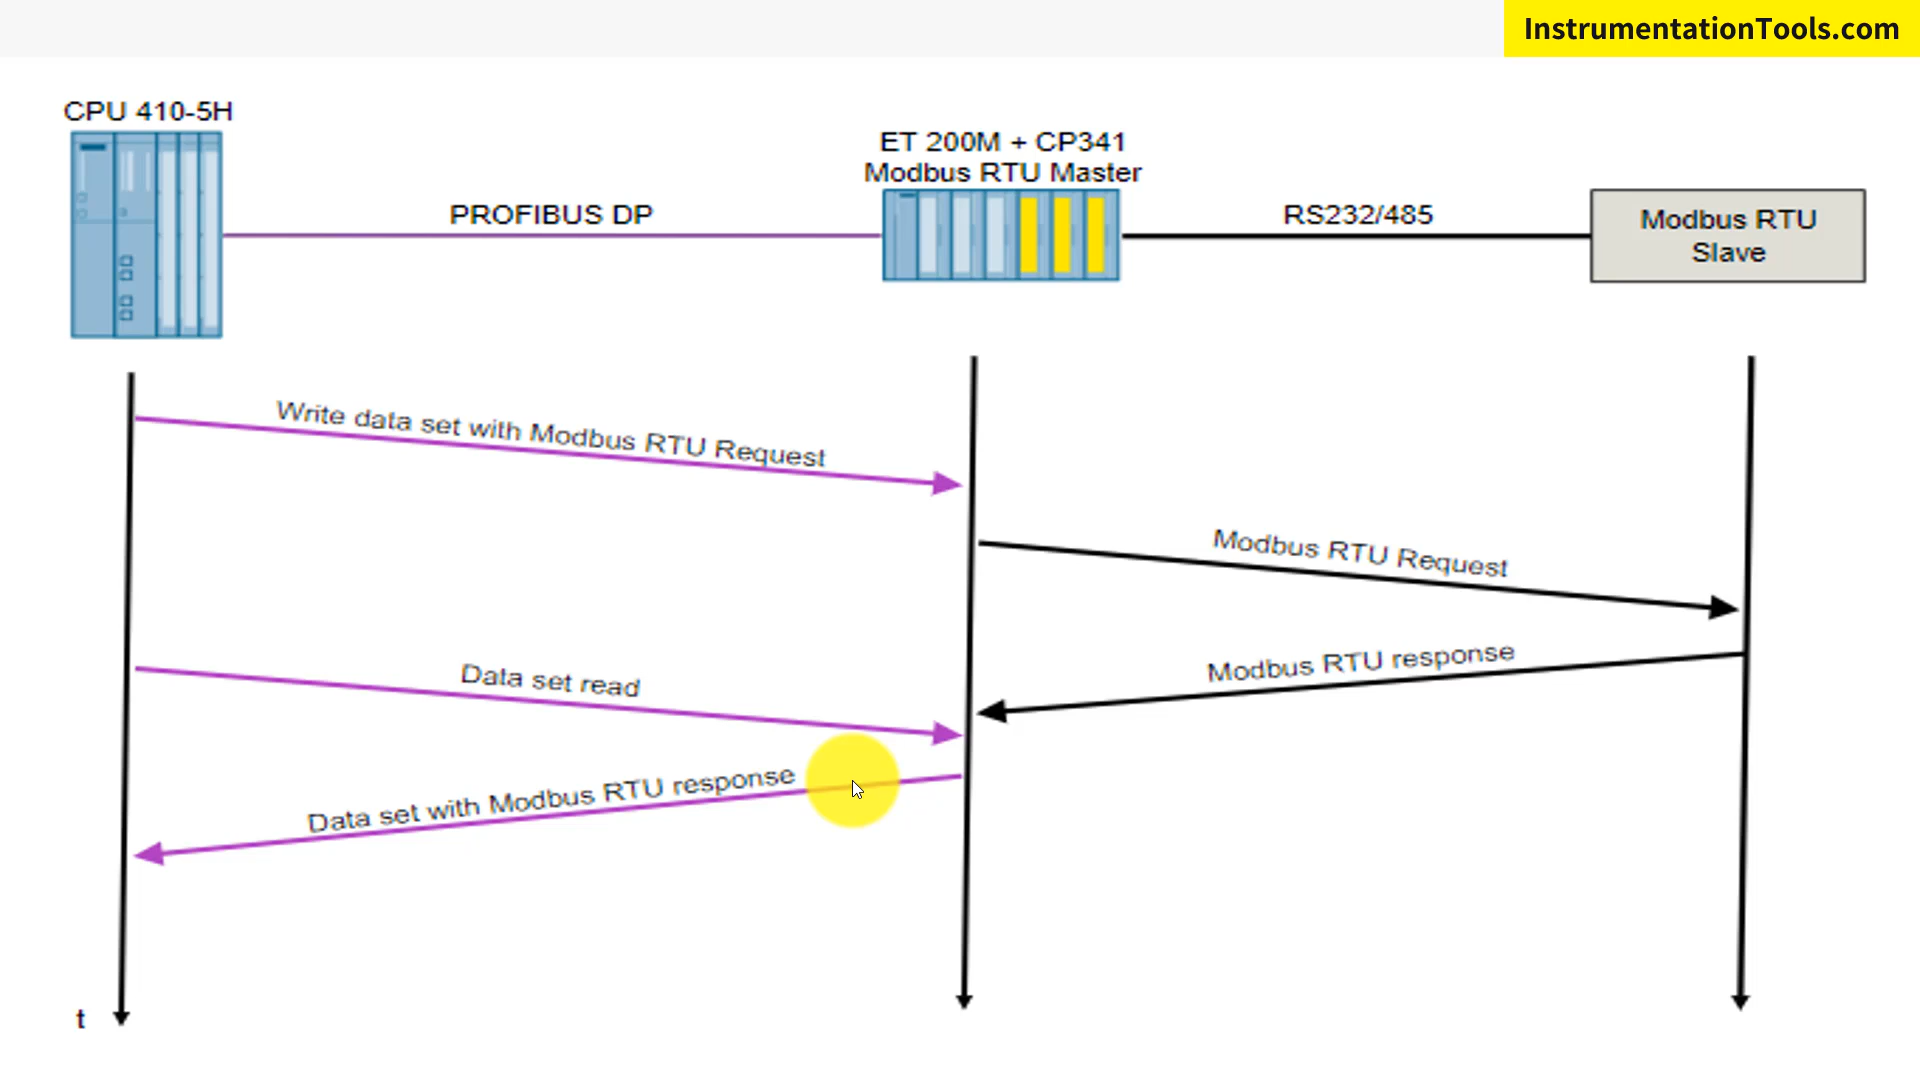 InstrumentationTools.com
CPU 410-5H
ET 200M + CP341
Modbus RTU Master
PROFIBUS DP
RS232/485
Modbus RTU
Slave
Write data set with Modbus RTU Request
Modbus RTU Request
Modbus RTU response
Data set read
Data set with Modbus RTU response
t